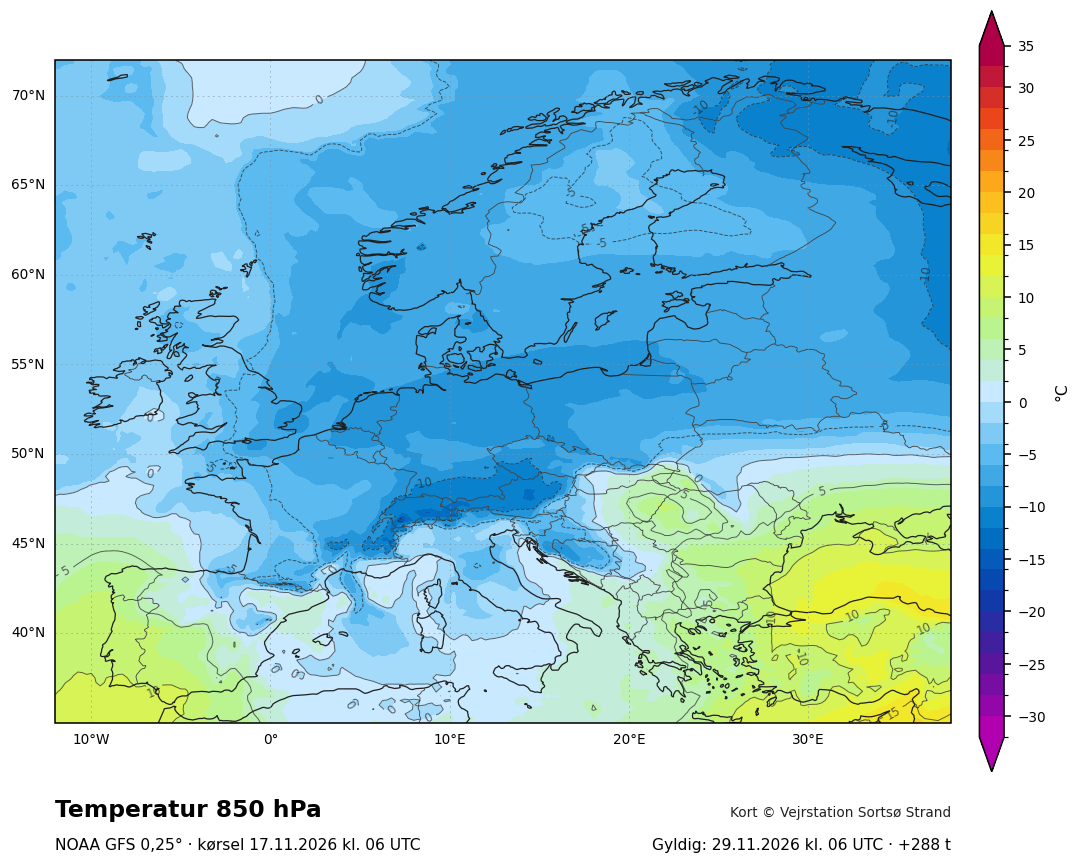 70°N
65°N
60°N
55°N
50°N
45°N
40°N
10°W
0°
10°E
20°E
30°E
35
30
25
20
15
10
5
0
−5
−10
−15
−20
−25
−30
°C
Temperatur 850 hPa
Kort © Vejrstation Sortsø Strand
NOAA GFS 0,25° · kørsel 17.11.2026 kl. 06 UTC
Gyldig: 29.11.2026 kl. 06 UTC · +288 t